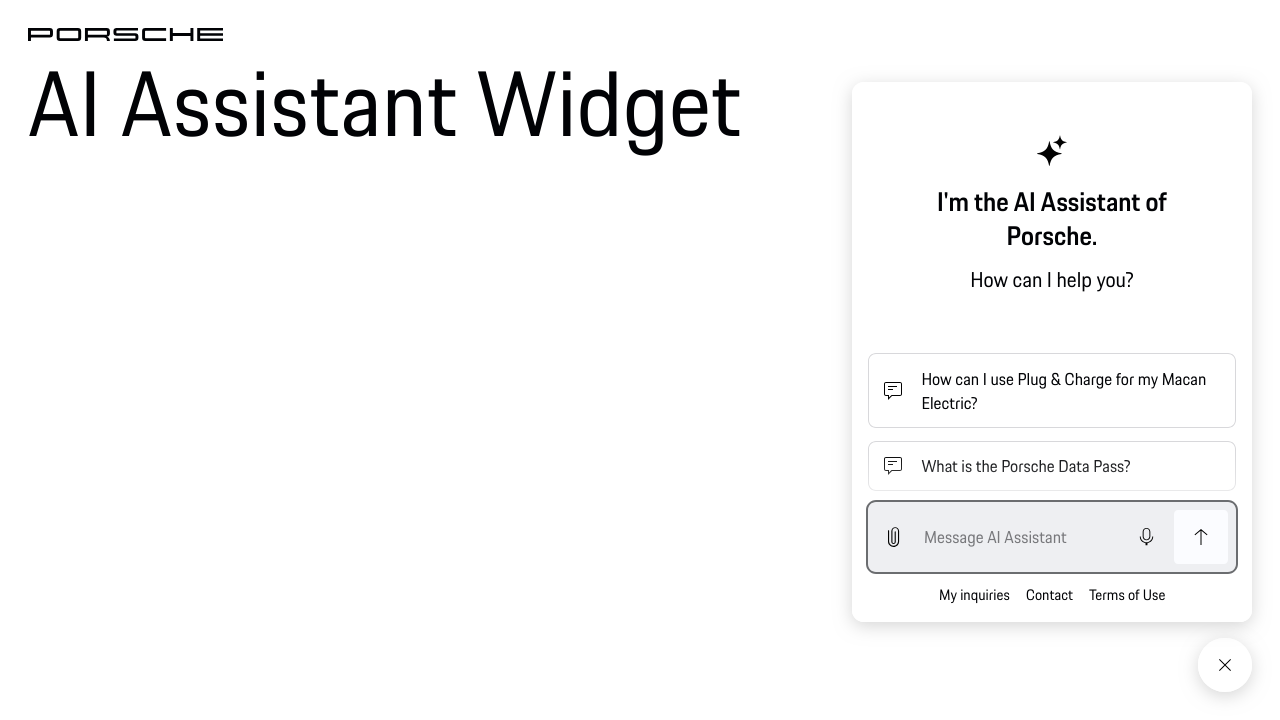 PORSCHE
AI Assistant Widget
I'm the AI Assistant of
Porsche.
How can I help you?
How can I use Plug & Charge for my Macan
Electric?
What is the Porsche Data Pass?
Message AI Assistant
My inquiries Contact Terms of Use